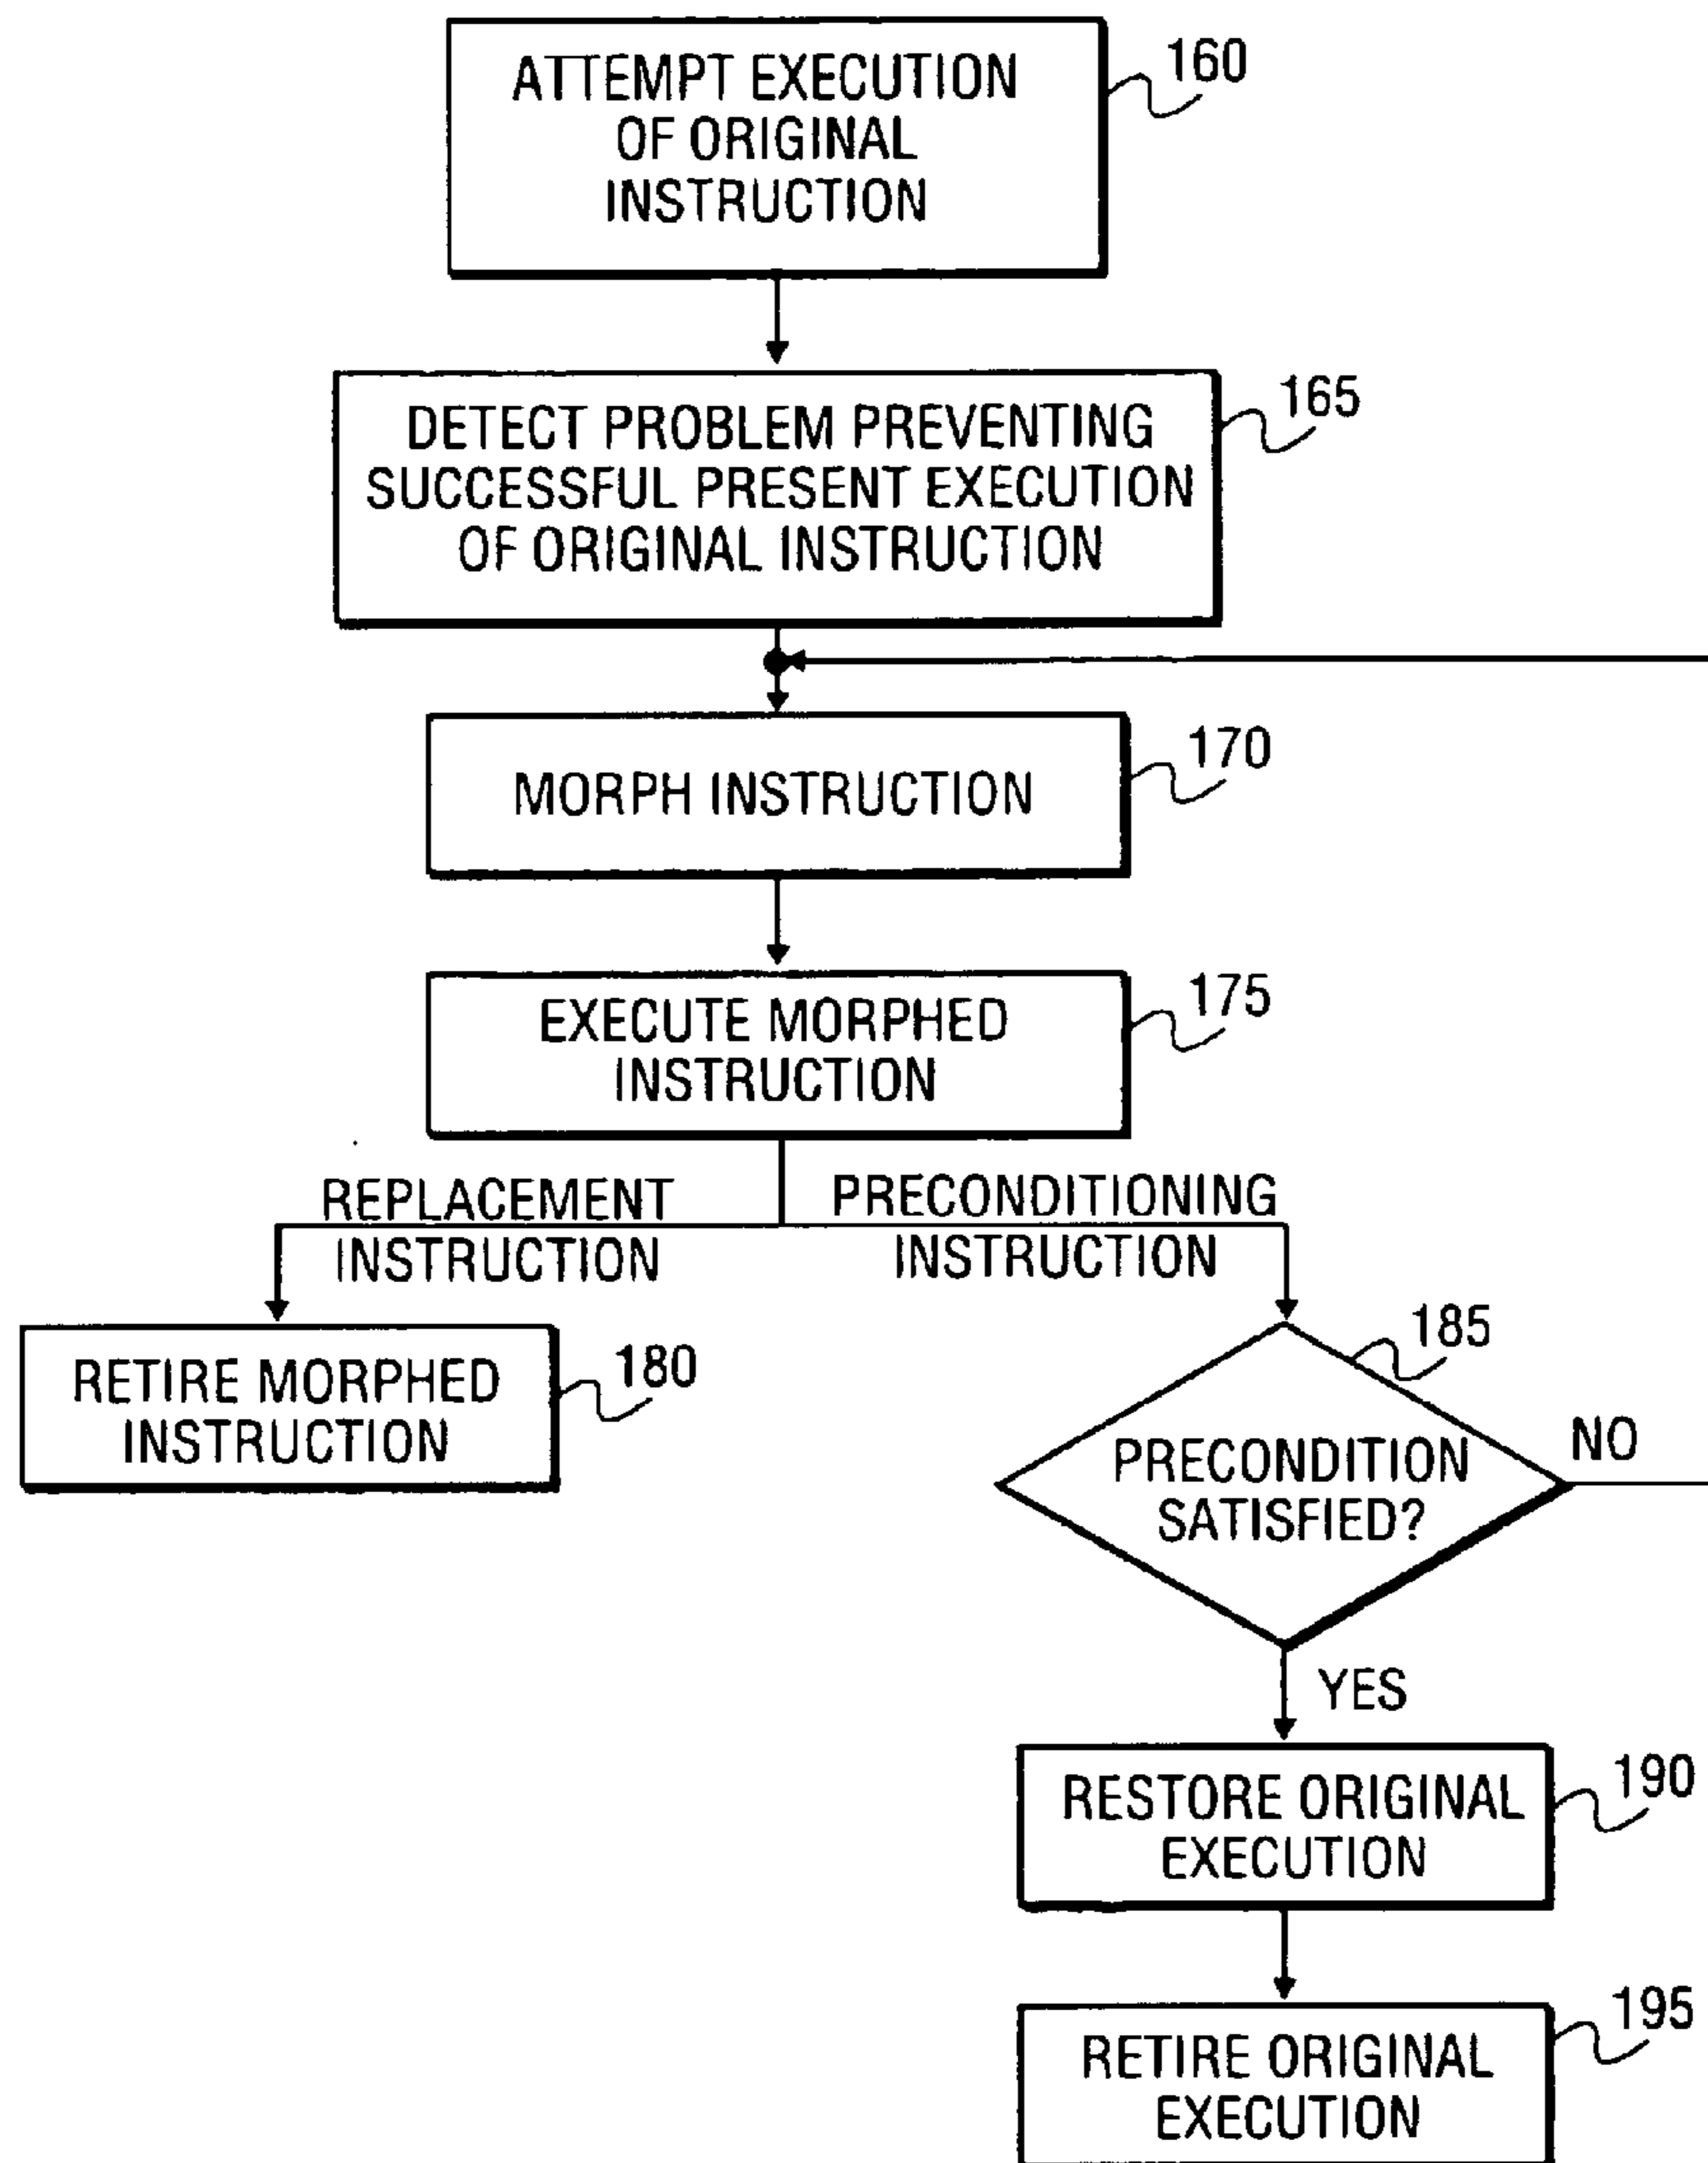 ATTEMPT EXECUTION
OF ORIGINAL
INSTRUCTION
160
DETECT PROBLEM PREVENTING
SUCCESSFUL PRESENT EXECUTION
OF ORIGINAL INSTRUCTION
165
MORPH INSTRUCTION
170
EXECUTE MORPHED
INSTRUCTION
175
REPLACEMENT
INSTRUCTION
PRECONDITIONING
INSTRUCTION
RETIRE MORPHED
INSTRUCTION
180
PRECONDITION
SATISFIED?
185
NO
YES
RESTORE ORIGINAL
EXECUTION
190
RETIRE ORIGINAL
EXECUTION
195